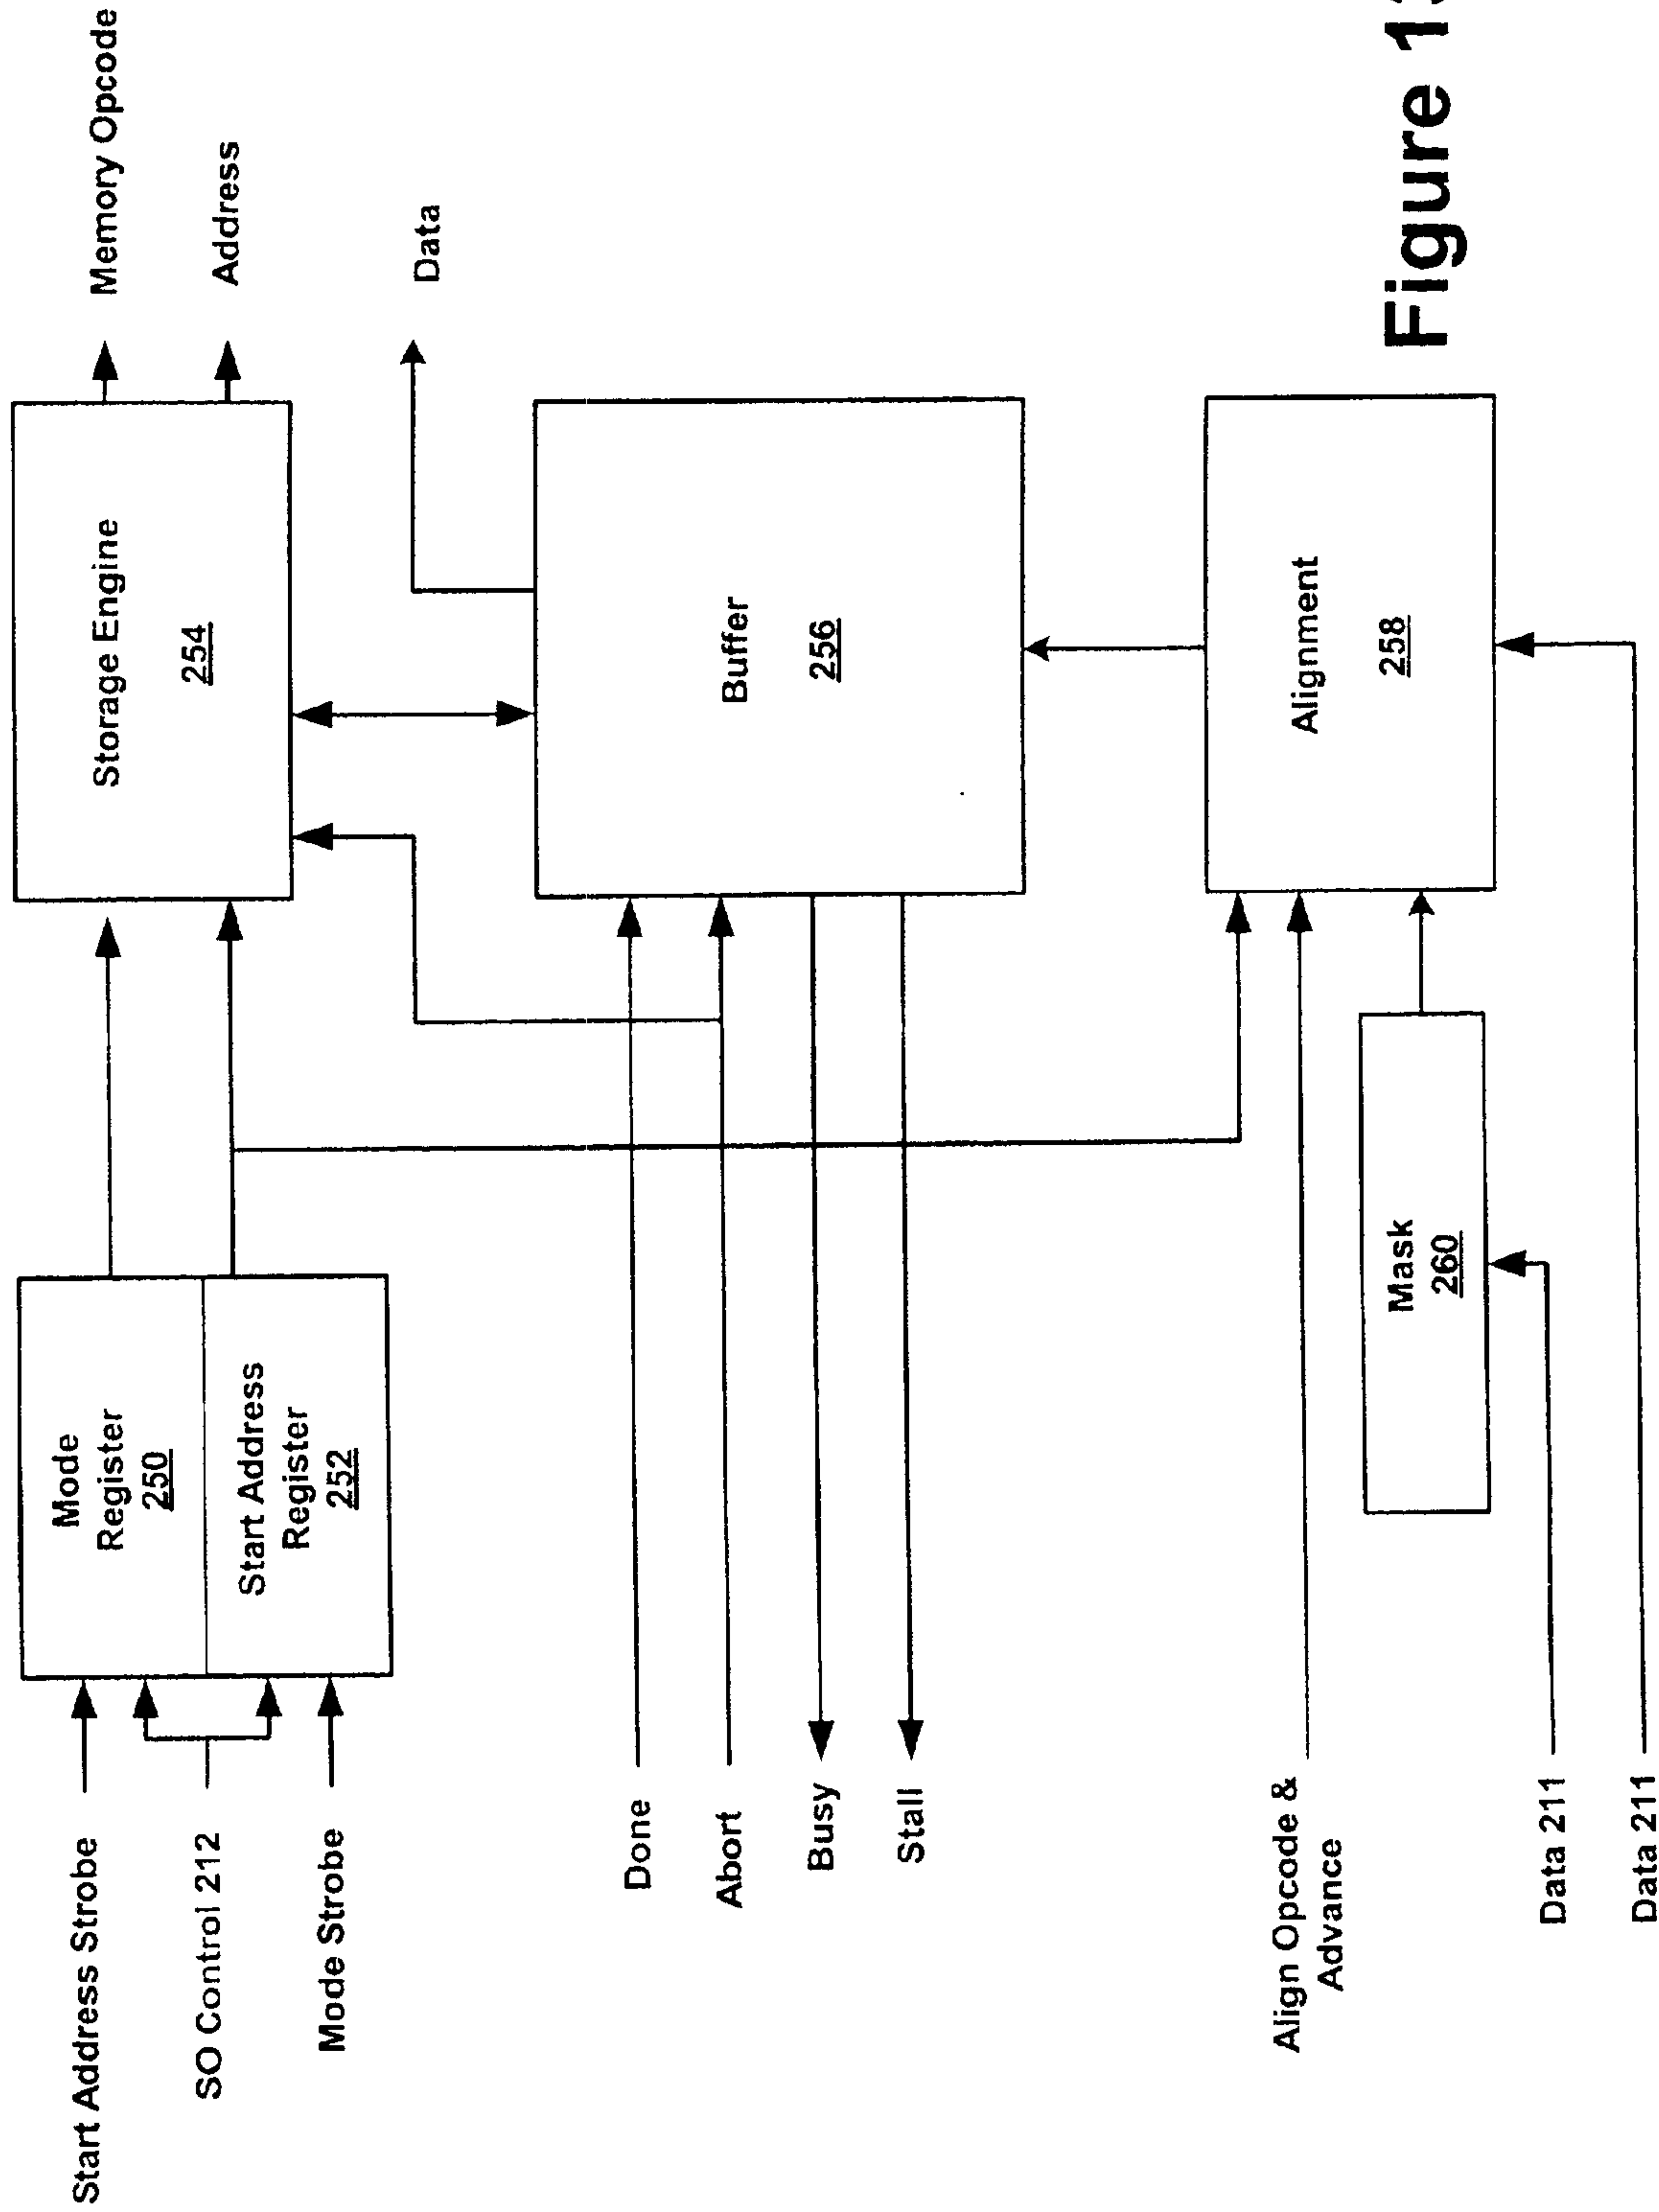 Start Address Strobe
SO Control 212
Mode Strobe
Mode
Register
250
Start Address
Register
252
Storage Engine
254
Memory Opcode
Address
Data
Done
Abort
Busy
Stall
Buffer
256
Align Opcode &
Advance
Alignment
258
Mask
260
Data 211
Data 211
Figure